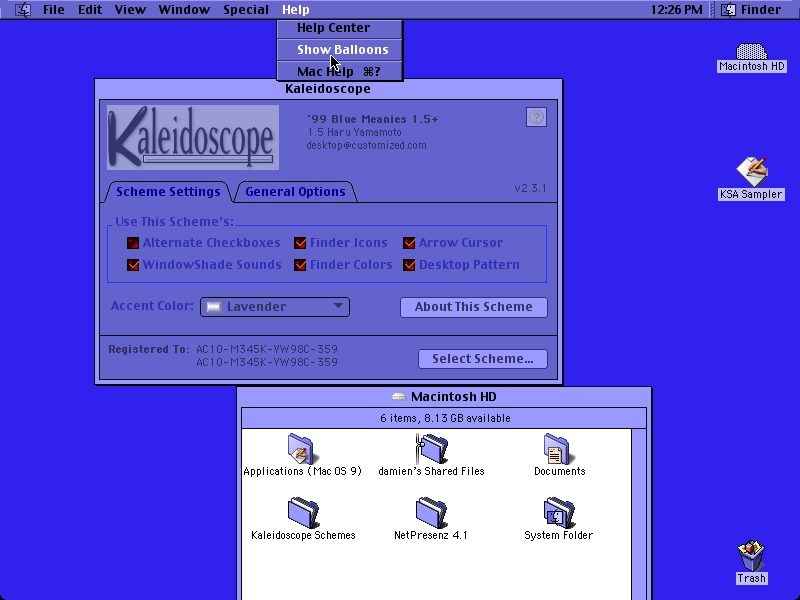 File Edit View Window Special Help 12:26 PM Finder
Help Center
Show Balloons
Mac Help ⌘?
Macintosh HD
Kaleidoscope
Kaleidoscope
'99 Blue Meanies 1.5+
1.5 Haru Yamamoto
desktop@customized.com
?
KSA Sampler
Scheme Settings General Options v2.3.1
Use This Scheme's:
Alternate Checkboxes Finder Icons Arrow Cursor
WindowShade Sounds Finder Colors Desktop Pattern
Accent Color: Lavender About This Scheme
Registered To: AC10-M345K-VW98C-359
AC10-M345K-VW98C-359
Select Scheme...
Macintosh HD
6 items, 8.13 GB available
Applications (Mac OS 9) damien's Shared Files Documents
Kaleidoscope Schemes NetPresenz 4.1 System Folder
Trash